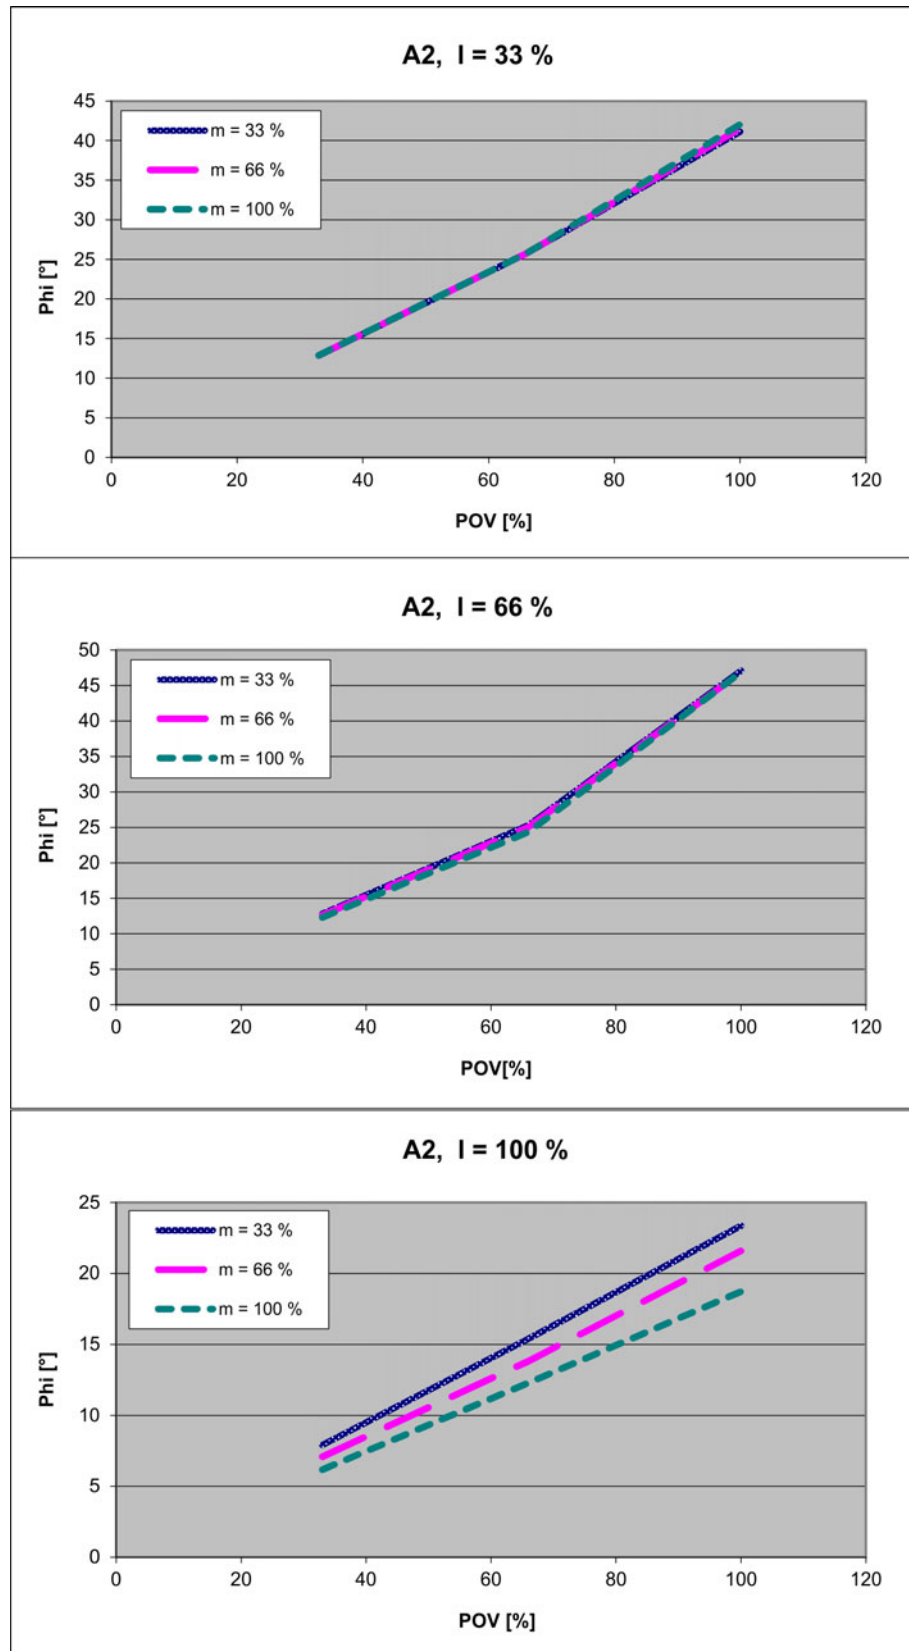 A2, I = 33 %
45
40
35
30
25
20
15
10
5
0
Phi [°]
m = 33 %
m = 66 %
m = 100 %
0 20 40 60 80 100 120
POV [%]
A2, I = 66 %
50
45
40
35
30
25
20
15
10
5
0
Phi [°]
m = 33 %
m = 66 %
m = 100 %
0 20 40 60 80 100 120
POV[%]
A2, I = 100 %
25
20
15
10
5
0
Phi [°]
m = 33 %
m = 66 %
m = 100 %
0 20 40 60 80 100 120
POV [%]